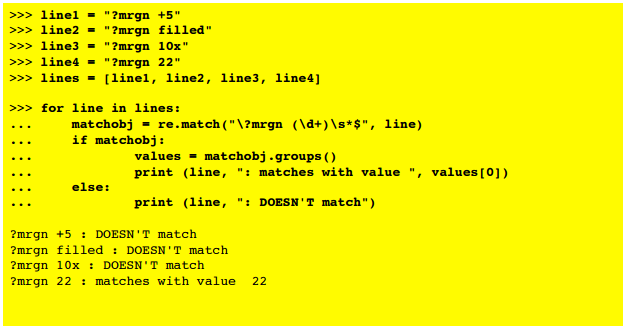 >>> line1 = "?mrgn +5"
>>> line2 = "?mrgn filled"
>>> line3 = "?mrgn 10x"
>>> line4 = "?mrgn 22"
>>> lines = [line1, line2, line3, line4]
>>> for line in lines:
...     matchobj = re.match("\?mrgn (\d+)\s*$", line)
...     if matchobj:
...             values = matchobj.groups()
...             print (line, ": matches with value ", values[0])
...     else:
...             print (line, ": DOESN'T match")
?mrgn +5 : DOESN'T match
?mrgn filled : DOESN'T match
?mrgn 10x : DOESN'T match
?mrgn 22 : matches with value  22